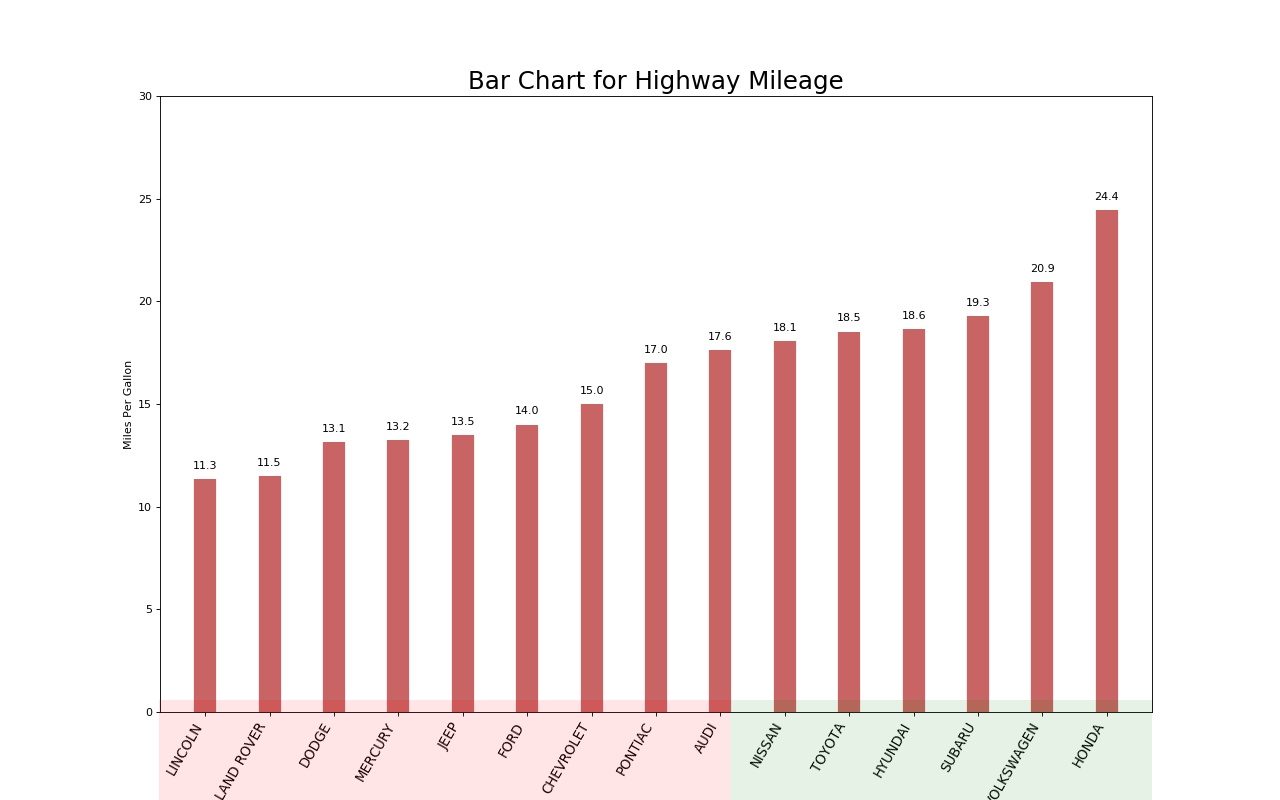 Bar Chart for Highway Mileage
30
25
20
15
10
5
0
Miles Per Gallon
11.3
11.5
13.1
13.2
13.5
14.0
15.0
17.0
17.6
18.1
18.5
18.6
19.3
20.9
24.4
LINCOLN
LAND ROVER
DODGE
MERCURY
JEEP
FORD
CHEVROLET
PONTIAC
AUDI
NISSAN
TOYOTA
HYUNDAI
SUBARU
VOLKSWAGEN
HONDA